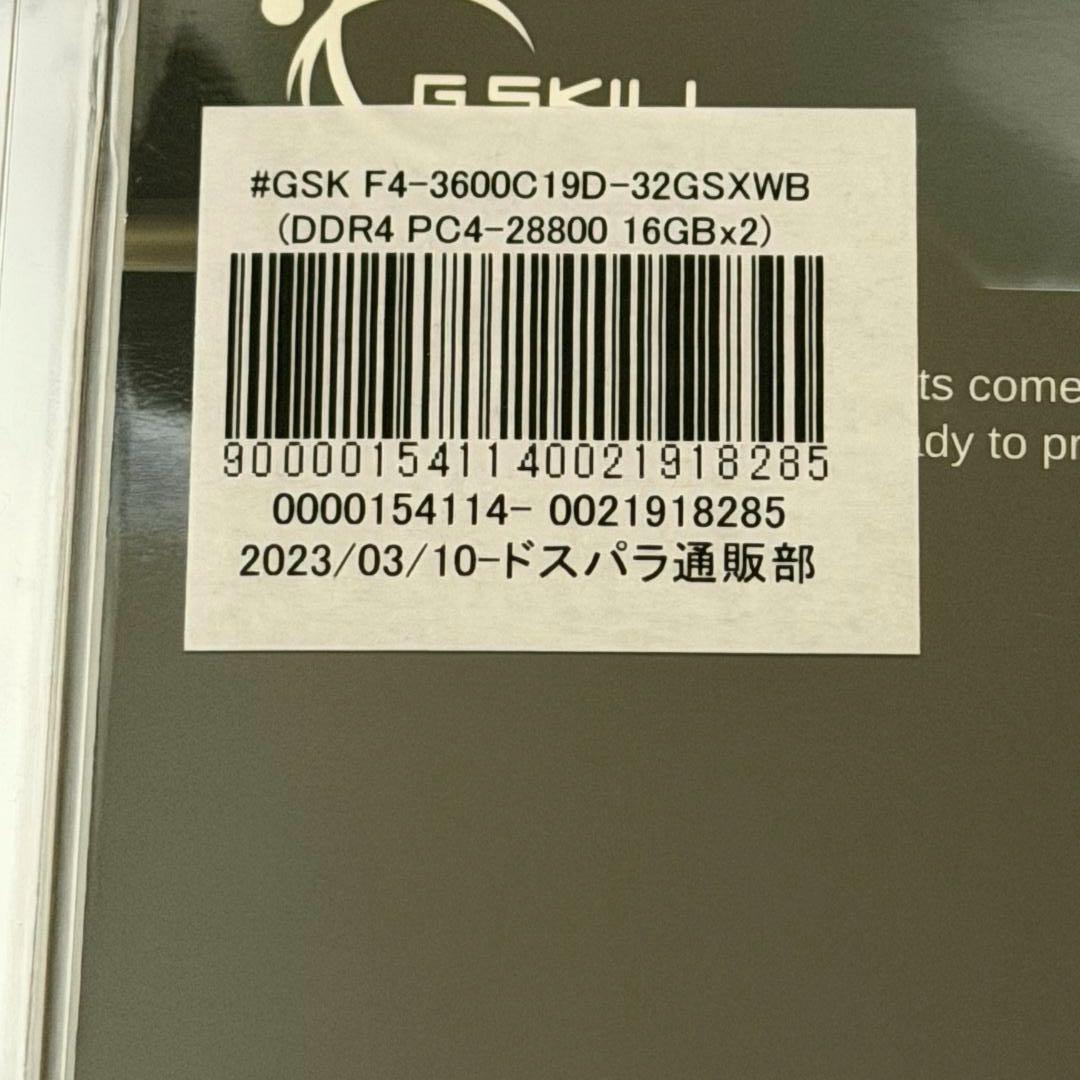 G.SKILL
#GSK F4-3600C19D-32GSXWB
(DDR4 PC4-28800 16GBx2)
900001541140021918285
0000154114- 0021918285
2023/03/10-ドスパラ通販部
ts come
dy to pr